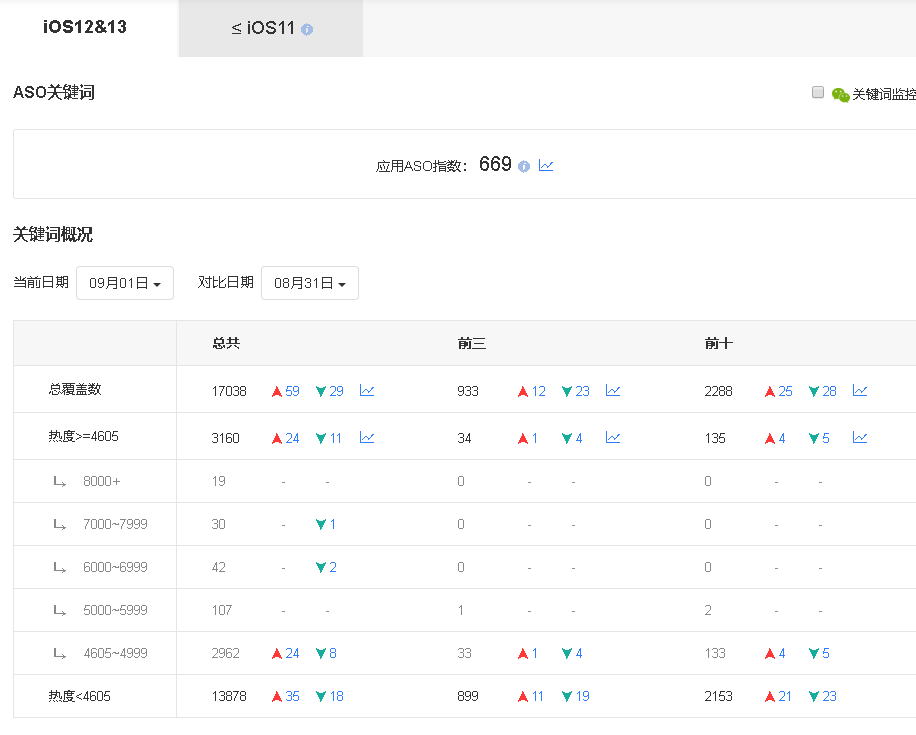 iOS12&13 ≤ iOS11
ASO关键词 关键词监控
应用ASO指数： 669
关键词概况
当前日期 09月01日 对比日期 08月31日
总共 前三 前十
总覆盖数 17038 59 29 933 12 23 2288 25 28
热度>=4605 3160 24 11 34 1 4 135 4 5
8000+ 19 - - 0 - - 0 - -
7000~7999 30 - 1 0 - - 0 - -
6000~6999 42 - 2 0 - - 0 - -
5000~5999 107 - - 1 - - 2 - -
4605~4999 2962 24 8 33 1 4 133 4 5
热度<4605 13878 35 18 899 11 19 2153 21 23